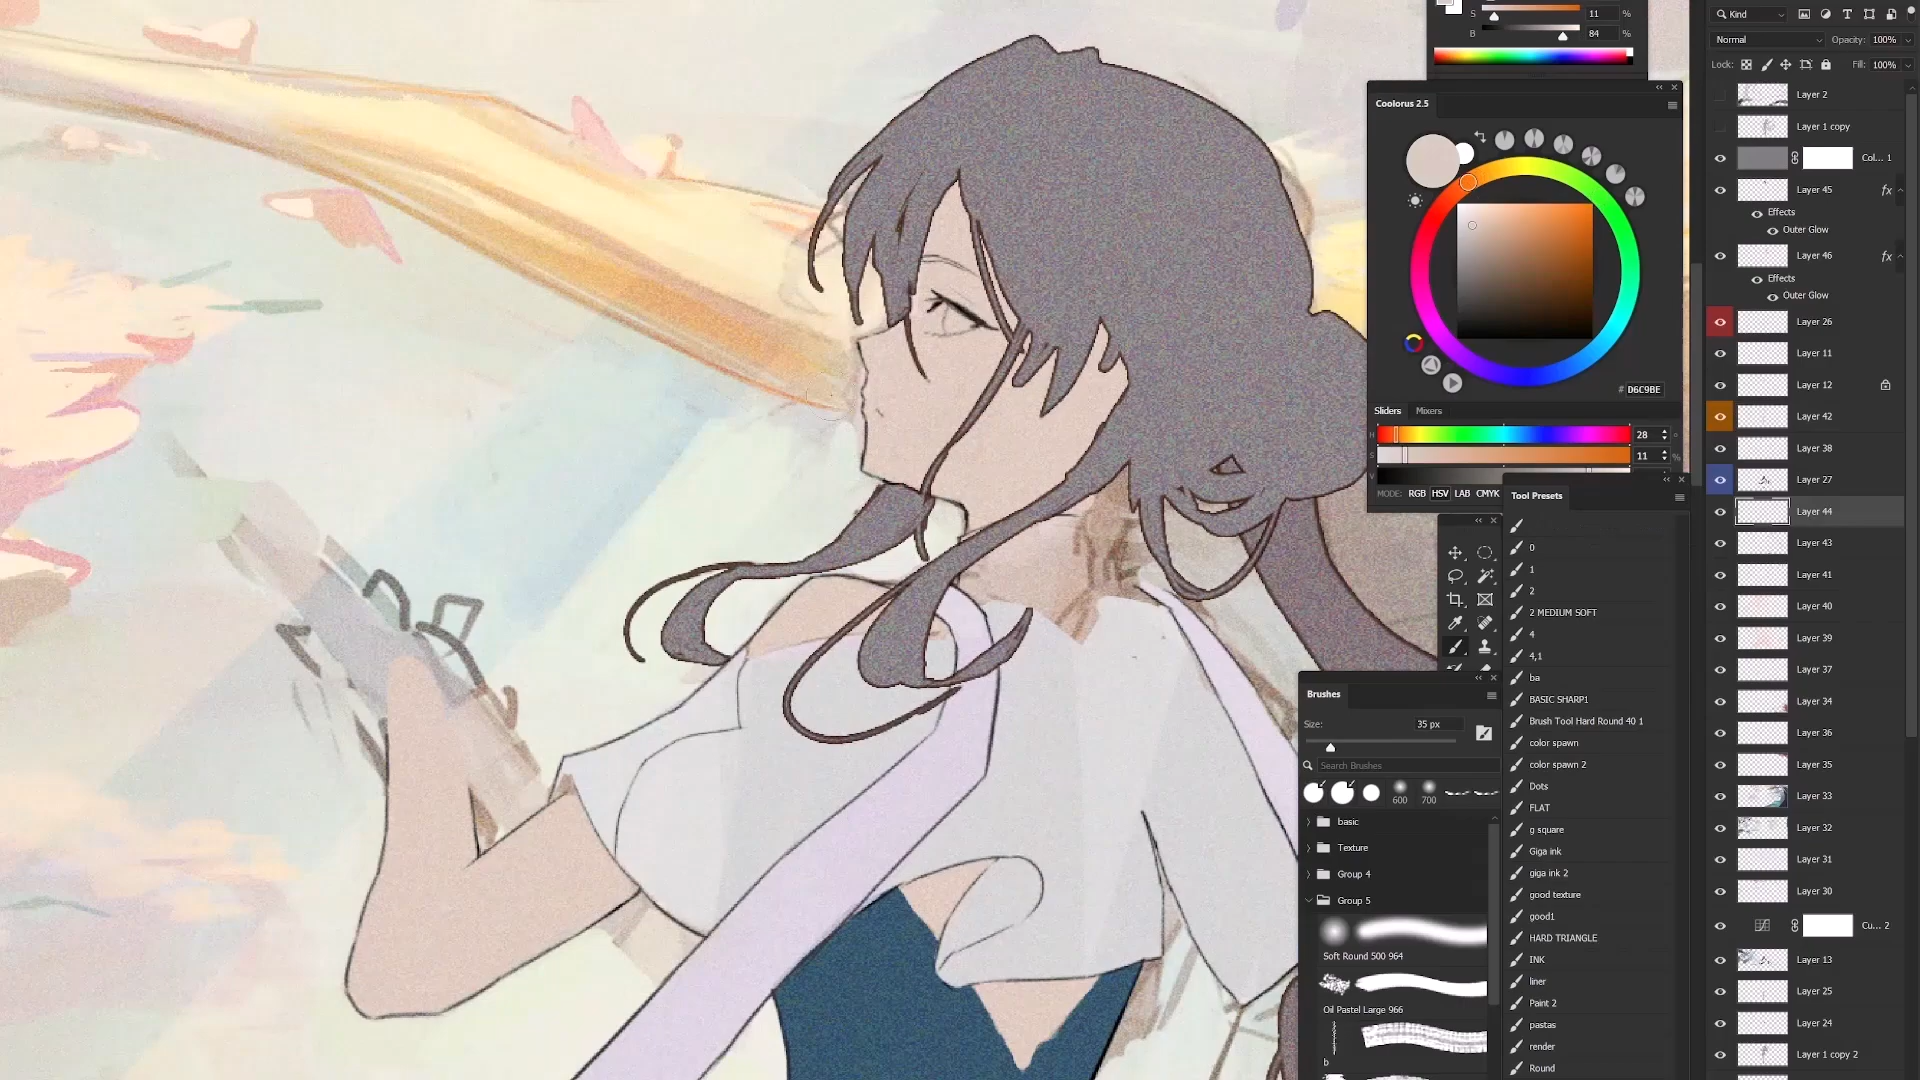 S 11 %
B 84 %
Coolorus 2.5
# D6C9BE
Sliders Mixers
H 28 °
S 11 %
V
MODE: RGB HSV LAB CMYK
Tool Presets
0
1
2
2 MEDIUM SOFT
4
4,1
ba
BASIC SHARP1
Brush Tool Hard Round 40 1
color spawn
color spawn 2
Dots
FLAT
g square
Giga ink
giga ink 2
good texture
good1
HARD TRIANGLE
INK
liner
Paint 2
pastas
render
Round
Brushes
Size: 35 px
Search Brushes
600 700
basic
Texture
Group 4
Group 5
Soft Round 500 964
Oil Pastel Large 966
b
Kind
Normal Opacity: 100%
Lock: Fill: 100%
Layer 2
Layer 1 copy
Col... 1
Layer 45 fx
Effects
Outer Glow
Layer 46 fx
Effects
Outer Glow
Layer 26
Layer 11
Layer 12
Layer 42
Layer 38
Layer 27
Layer 44
Layer 43
Layer 41
Layer 40
Layer 39
Layer 37
Layer 34
Layer 36
Layer 35
Layer 33
Layer 32
Layer 31
Layer 30
Cu... 2
Layer 13
Layer 25
Layer 24
Layer 1 copy 2